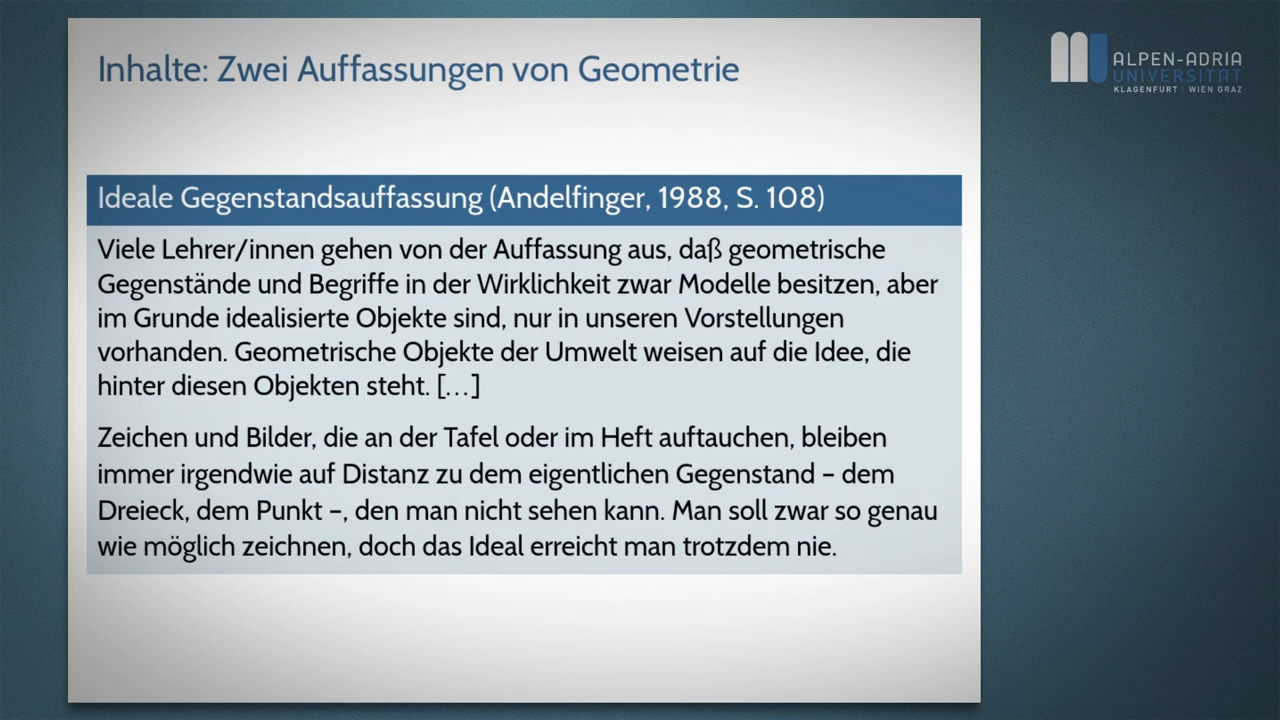 Inhalte: Zwei Auffassungen von Geometrie
Ideale Gegenstandsauffassung (Andelfinger, 1988, S. 108)
Viele Lehrer/innen gehen von der Auffassung aus, daß geometrische
Gegenstände und Begriffe in der Wirklichkeit zwar Modelle besitzen, aber
im Grunde idealisierte Objekte sind, nur in unseren Vorstellungen
vorhanden. Geometrische Objekte der Umwelt weisen auf die Idee, die
hinter diesen Objekten steht. […]
Zeichen und Bilder, die an der Tafel oder im Heft auftauchen, bleiben
immer irgendwie auf Distanz zu dem eigentlichen Gegenstand – dem
Dreieck, dem Punkt –, den man nicht sehen kann. Man soll zwar so genau
wie möglich zeichnen, doch das Ideal erreicht man trotzdem nie.
ALPEN-ADRIA
UNIVERSITÄT
KLAGENFURT | WIEN GRAZ